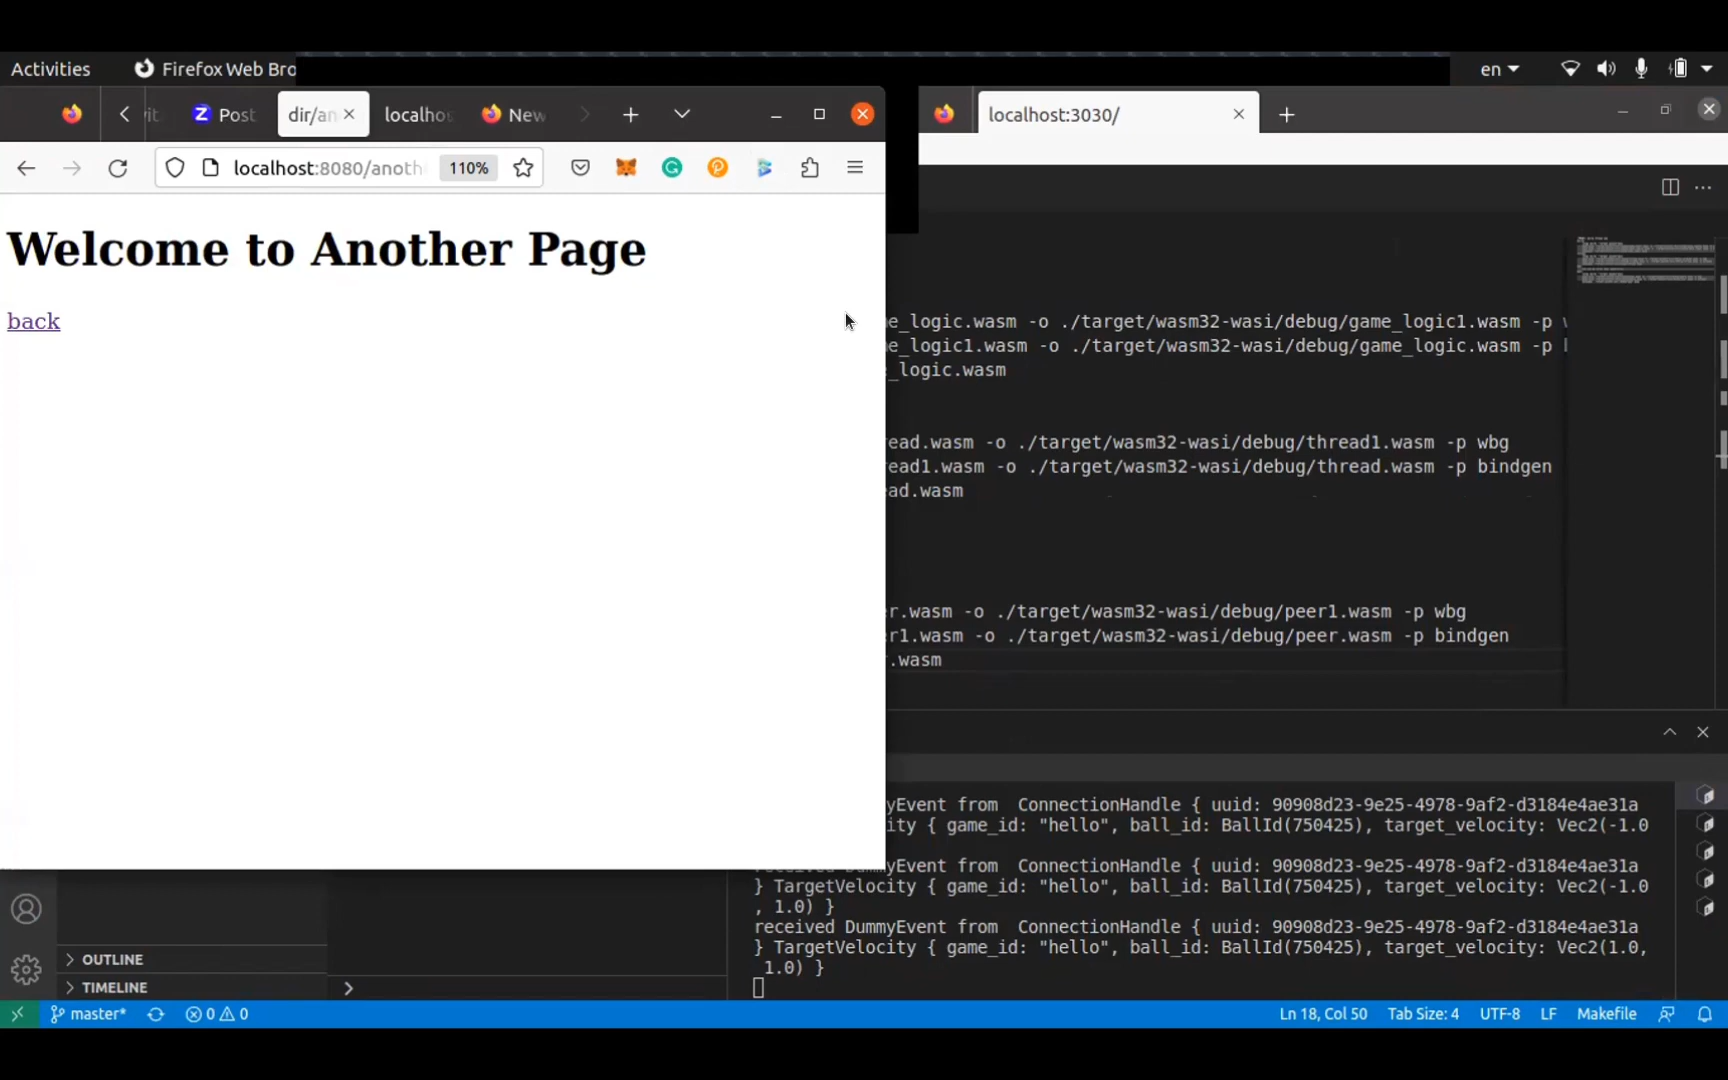 Activities
Firefox Web Bro
en
Post
dir/an
localho
New
localhost:3030/
localhost:8080/anoth
110%
Welcome to Another Page
back
e_logic.wasm -o ./target/wasm32-wasi/debug/game_logic1.wasm -p
e_logic1.wasm -o ./target/wasm32-wasi/debug/game_logic.wasm -p
_logic.wasm
ead.wasm -o ./target/wasm32-wasi/debug/thread1.wasm -p wbg
ead1.wasm -o ./target/wasm32-wasi/debug/thread.wasm -p bindgen
ad.wasm
r.wasm -o ./target/wasm32-wasi/debug/peer1.wasm -p wbg
r1.wasm -o ./target/wasm32-wasi/debug/peer.wasm -p bindgen
.wasm
yEvent from  ConnectionHandle { uuid: 90908d23-9e25-4978-9af2-d3184e4ae31a
ity { game_id: "hello", ball_id: BallId(750425), target_velocity: Vec2(-1.0
received DummyEvent from  ConnectionHandle { uuid: 90908d23-9e25-4978-9af2-d3184e4ae31a
} TargetVelocity { game_id: "hello", ball_id: BallId(750425), target_velocity: Vec2(-1.0
, 1.0) }
received DummyEvent from  ConnectionHandle { uuid: 90908d23-9e25-4978-9af2-d3184e4ae31a
} TargetVelocity { game_id: "hello", ball_id: BallId(750425), target_velocity: Vec2(1.0,
1.0) }
OUTLINE
TIMELINE
master*
0
0
Ln 18, Col 50
Tab Size: 4
UTF-8
LF
Makefile